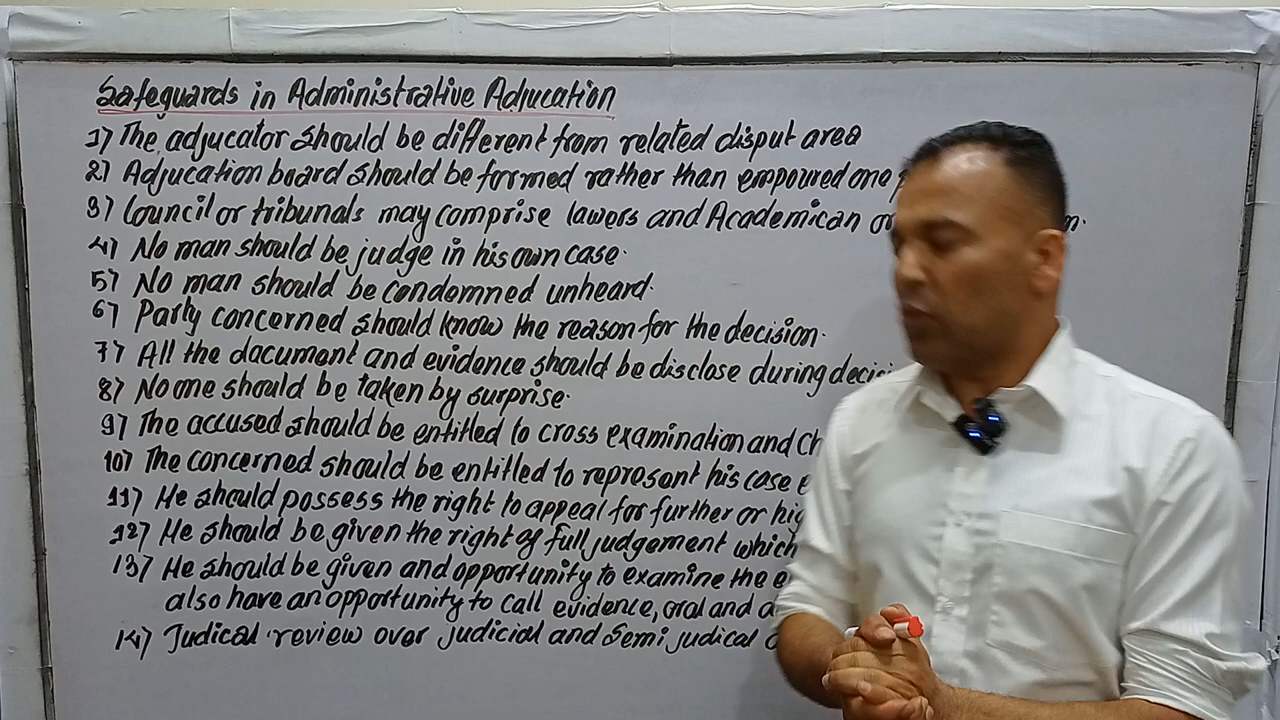 Safeguards in Administrative Adjucation
1) The adjucator should be different from related disput area
2) Adjucation board should be formed rather than empoured one
3) Council or tribunals may comprise lawers and Academican
4) No man should be judge in his own case.
5) No man should be condomned unheard.
6) Party concerned should know the reason for the decision.
7) All the dacument and evidence should be disclose during
8) No one should be taken by surprise.
9) The accused should be entitled to cross examination and
10) The concerned should be entitled to represent his case
11) He should possess the right to appeal for further or
12) He should be given the right of full judgement which
13) He should be given and opportunity to examine the
also have an opportunity to call evidence, oral and
14) Judical review over judicial and Semi judical